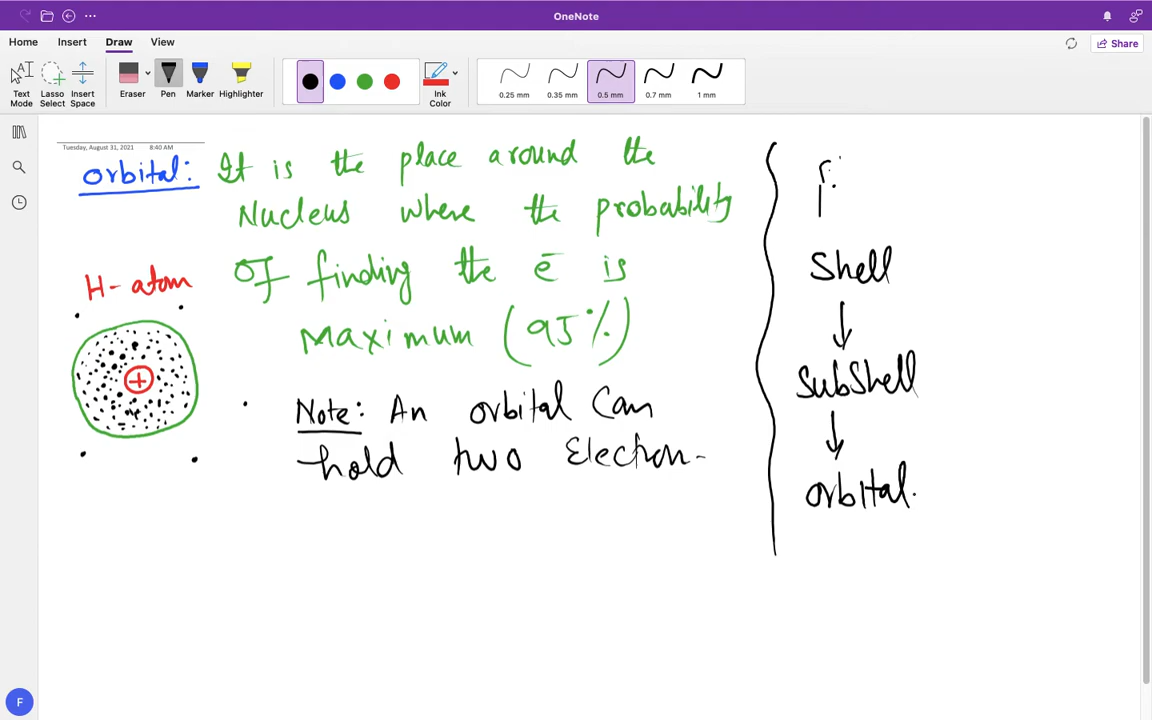 OneNote
Home Insert Draw View
Share
Text Mode
Lasso Select
Insert Space
Eraser
Pen
Marker
Highlighter
Ink Color
0.25 mm
0.35 mm
0.5 mm
0.7 mm
1 mm
Tuesday, August 31, 2021 8:40 AM
orbital: It is the place around the
Nucleus where the probability
Of finding the e̅ is
Maximum (95%)
H-atom
+
Note: An orbital Can
hold two Electron-
Shell
↓
SubShell
↓
orbital.
F